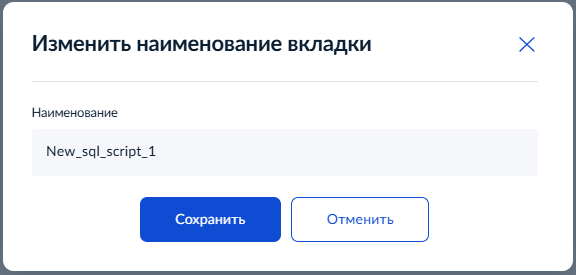 Изменить наименование вкладки
Наименование
New_sql_script_1
Сохранить
Отменить